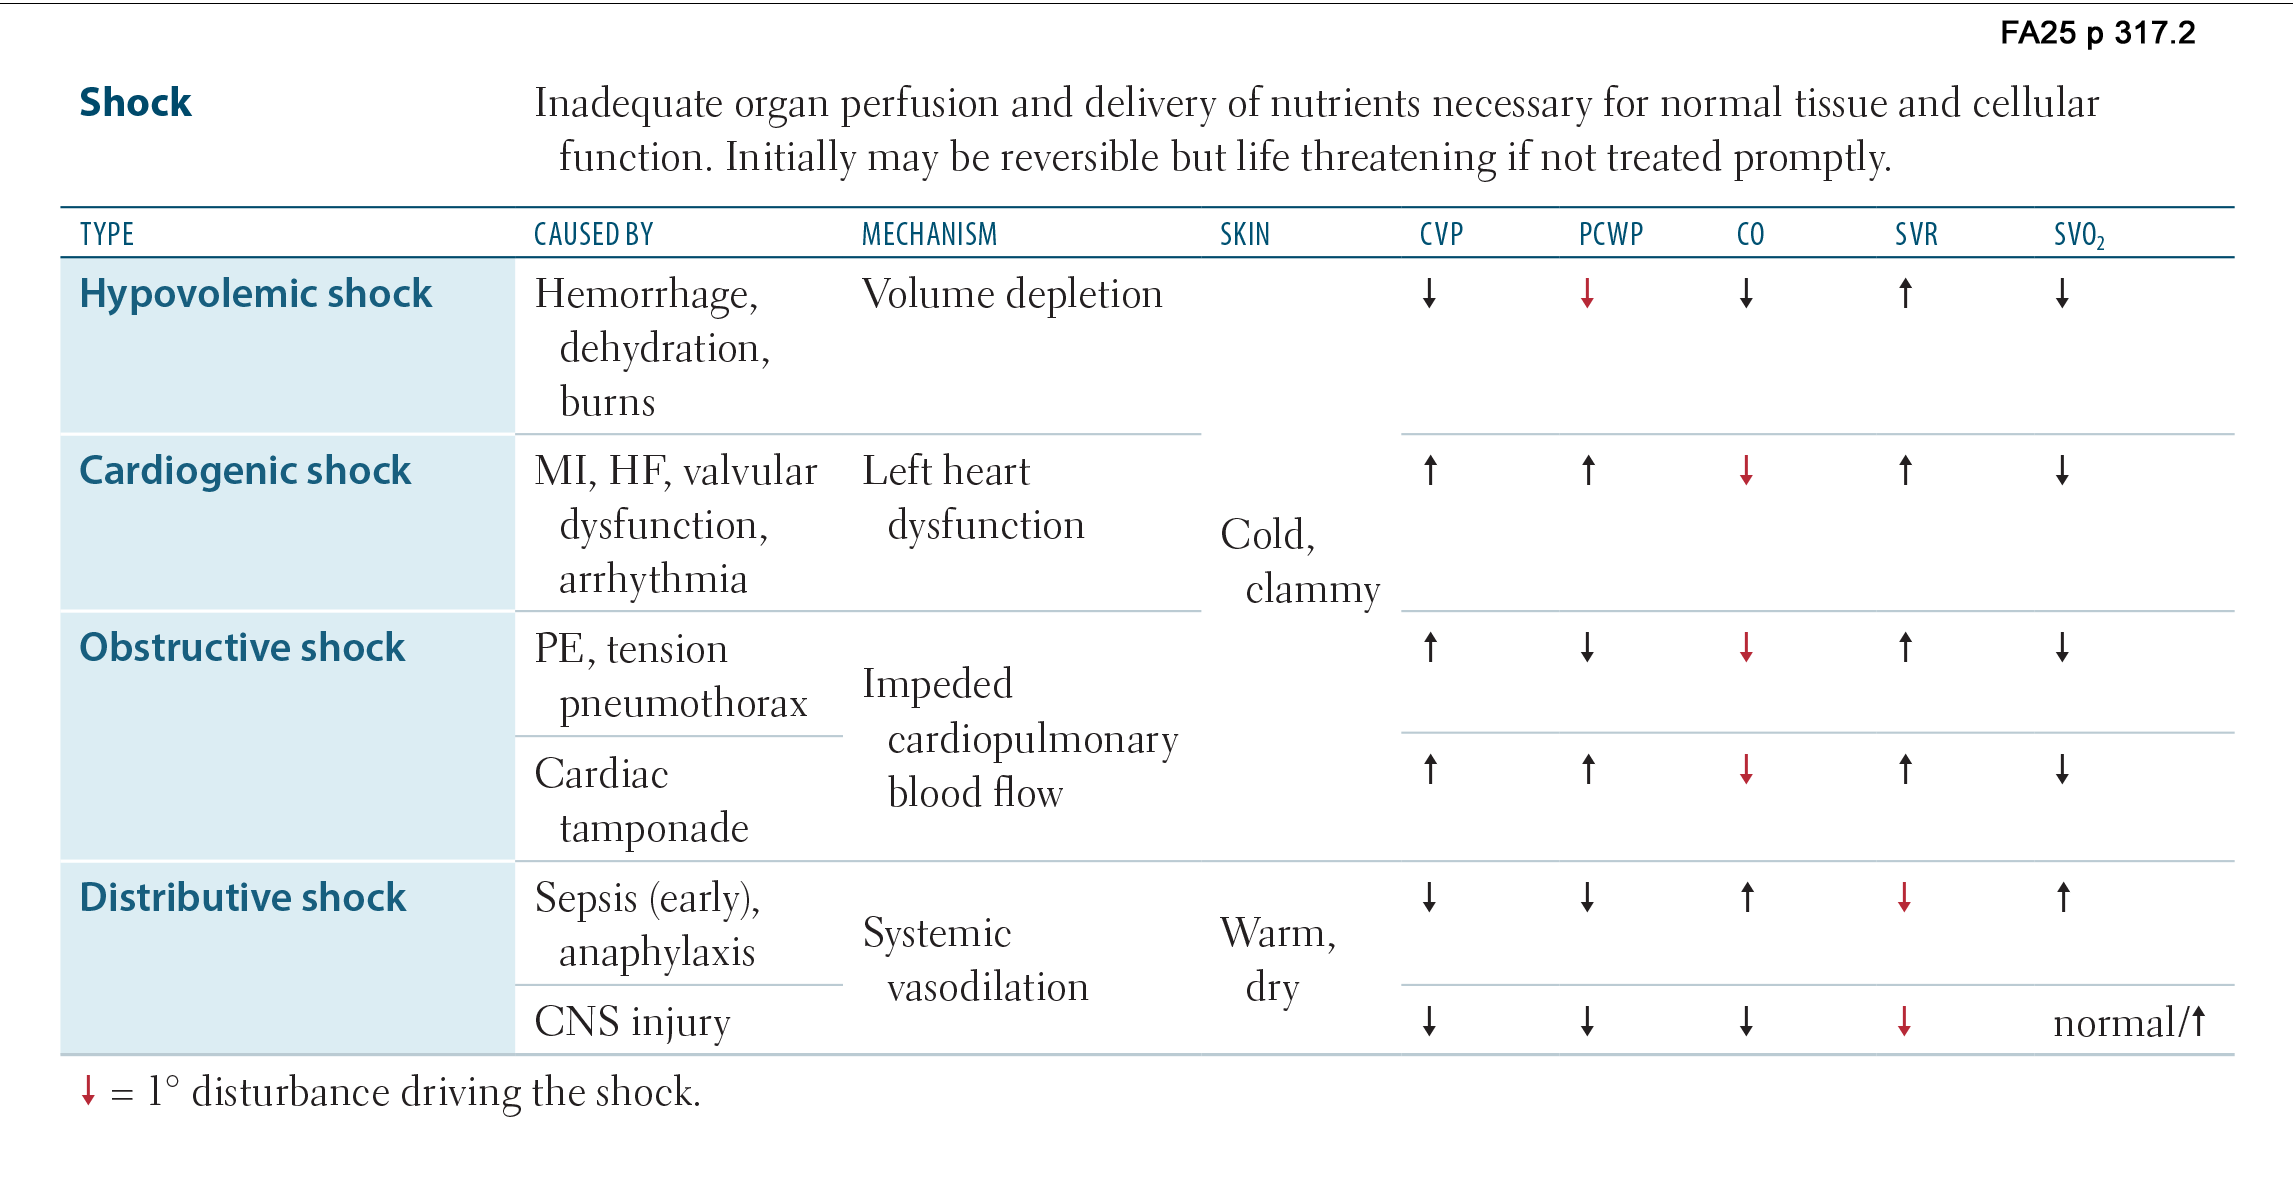 FA25 p 317.2
Shock
Inadequate organ perfusion and delivery of nutrients necessary for normal tissue and cellular
function. Initially may be reversible but life threatening if not treated promptly.
TYPE CAUSED BY MECHANISM SKIN CVP PCWP CO SVR SVO₂
Hypovolemic shock Hemorrhage, Volume depletion ↓ ↓ ↓ ↑ ↓
dehydration,
burns
Cardiogenic shock MI, HF, valvular Left heart ↑ ↑ ↓ ↑ ↓
dysfunction, dysfunction
arrhythmia
Cold,
clammy
Obstructive shock PE, tension ↑ ↓ ↓ ↑ ↓
pneumothorax
Impeded
cardiopulmonary
blood flow
Cardiac ↑ ↑ ↓ ↑ ↓
tamponade
Distributive shock Sepsis (early), ↓ ↓ ↑ ↓ ↑
anaphylaxis
Systemic
vasodilation
Warm,
dry
CNS injury ↓ ↓ ↓ ↓ normal/↑
↓ = 1° disturbance driving the shock.